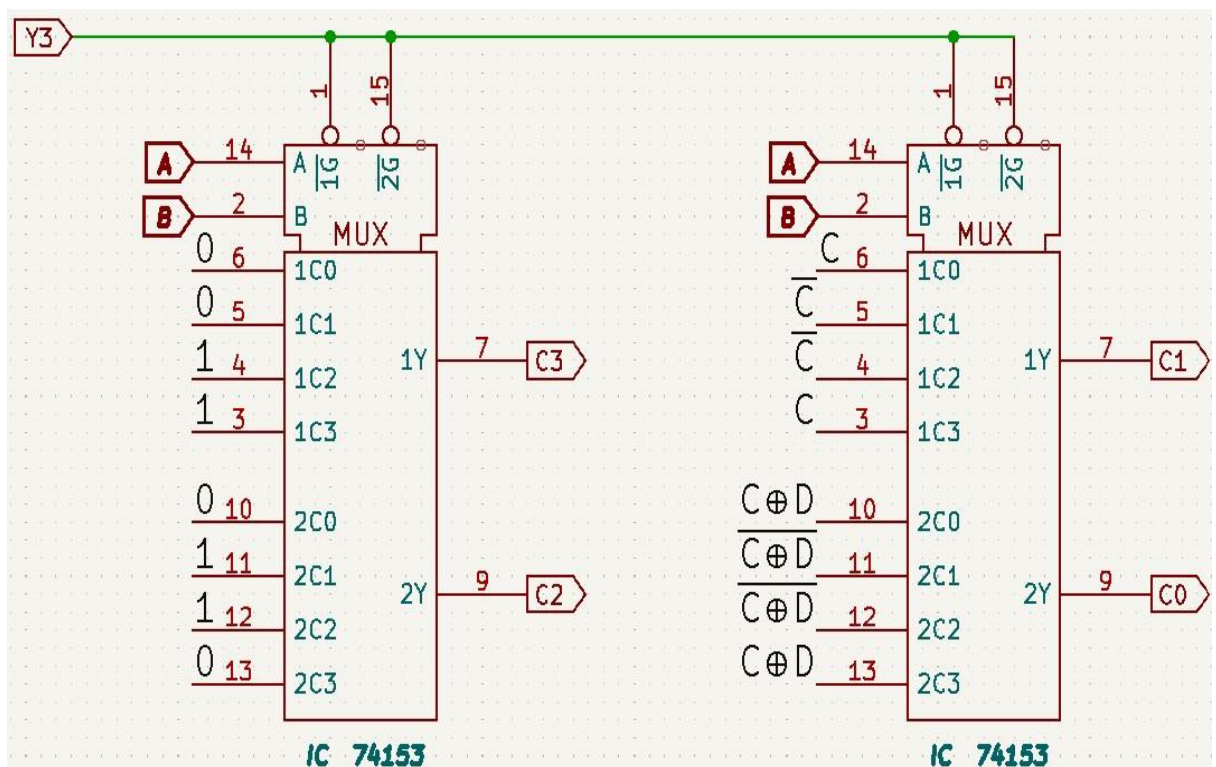 Y3
1 15 1 15
A 14 A 1G 2G A 14 A 1G 2G
B 2 B B 2 B
MUX MUX
0 6 1C0 C 6 1C0
0 5 1C1 C̅ 5 1C1
1 4 1C2 1Y 7 C3 C̅ 4 1C2 1Y 7 C1
1 3 1C3 C 3 1C3
0 10 2C0 C⊕D 10 2C0
1 11 2C1 C̅⊕̅D̅ 11 2C1
1 12 2C2 2Y 9 C2 C̅⊕̅D̅ 12 2C2 2Y 9 C0
0 13 2C3 C⊕D 13 2C3
IC 74153 IC 74153